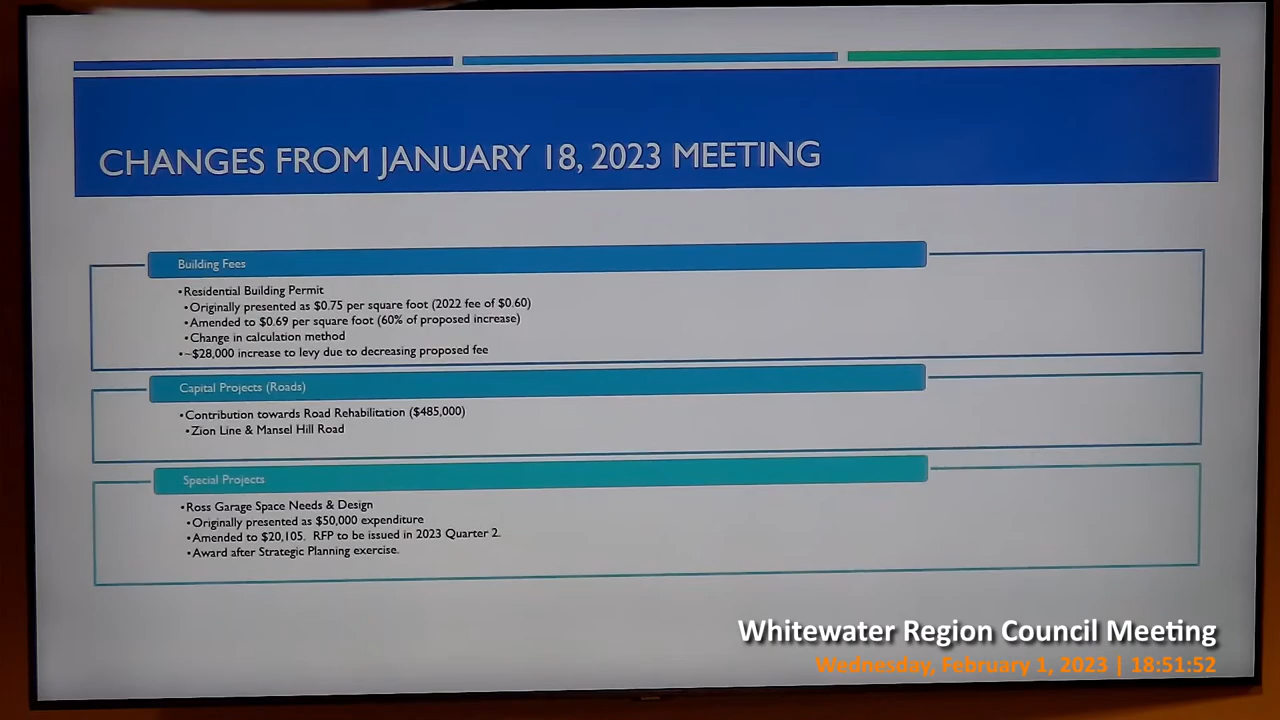 CHANGES FROM JANUARY 18, 2023 MEETING
Building Fees
•Residential Building Permit
•Originally presented as $0.75 per square foot (2022 fee of $0.60)
•Amended to $0.69 per square foot (60% of proposed increase)
•Change in calculation method
•~$28,000 increase to levy due to decreasing proposed fee
Capital Projects (Roads)
•Contribution towards Road Rehabilitation ($485,000)
•Zion Line & Mansel Hill Road
Special Projects
•Ross Garage Space Needs & Design
•Originally presented as $50,000 expenditure
•Amended to $20,105. RFP to be issued in 2023 Quarter 2.
•Award after Strategic Planning exercise.
Whitewater Region Council Meeting
Wednesday, February 1, 2023 | 18:51:52